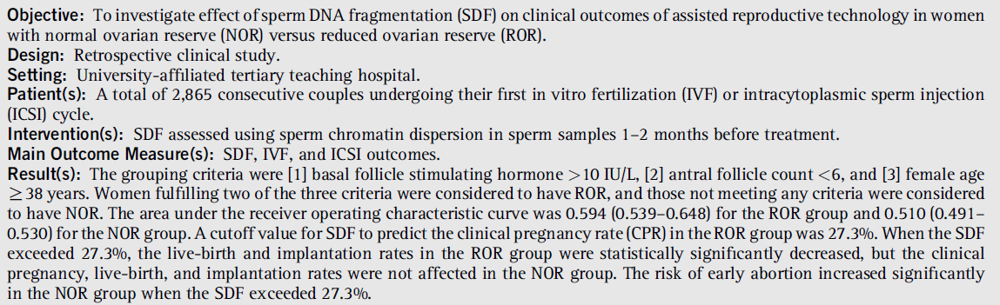 Objective: To investigate effect of sperm DNA fragmentation (SDF) on clinical outcomes of assisted reproductive technology in women
with normal ovarian reserve (NOR) versus reduced ovarian reserve (ROR).
Design: Retrospective clinical study.
Setting: University-affiliated tertiary teaching hospital.
Patient(s): A total of 2,865 consecutive couples undergoing their first in vitro fertilization (IVF) or intracytoplasmic sperm injection
(ICSI) cycle.
Intervention(s): SDF assessed using sperm chromatin dispersion in sperm samples 1–2 months before treatment.
Main Outcome Measure(s): SDF, IVF, and ICSI outcomes.
Result(s): The grouping criteria were [1] basal follicle stimulating hormone >10 IU/L, [2] antral follicle count <6, and [3] female age
≥38 years. Women fulfilling two of the three criteria were considered to have ROR, and those not meeting any criteria were considered
to have NOR. The area under the receiver operating characteristic curve was 0.594 (0.539–0.648) for the ROR group and 0.510 (0.491–
0.530) for the NOR group. A cutoff value for SDF to predict the clinical pregnancy rate (CPR) in the ROR group was 27.3%. When the SDF
exceeded 27.3%, the live-birth and implantation rates in the ROR group were statistically significantly decreased, but the clinical
pregnancy, live-birth, and implantation rates were not affected in the NOR group. The risk of early abortion increased significantly
in the NOR group when the SDF exceeded 27.3%.